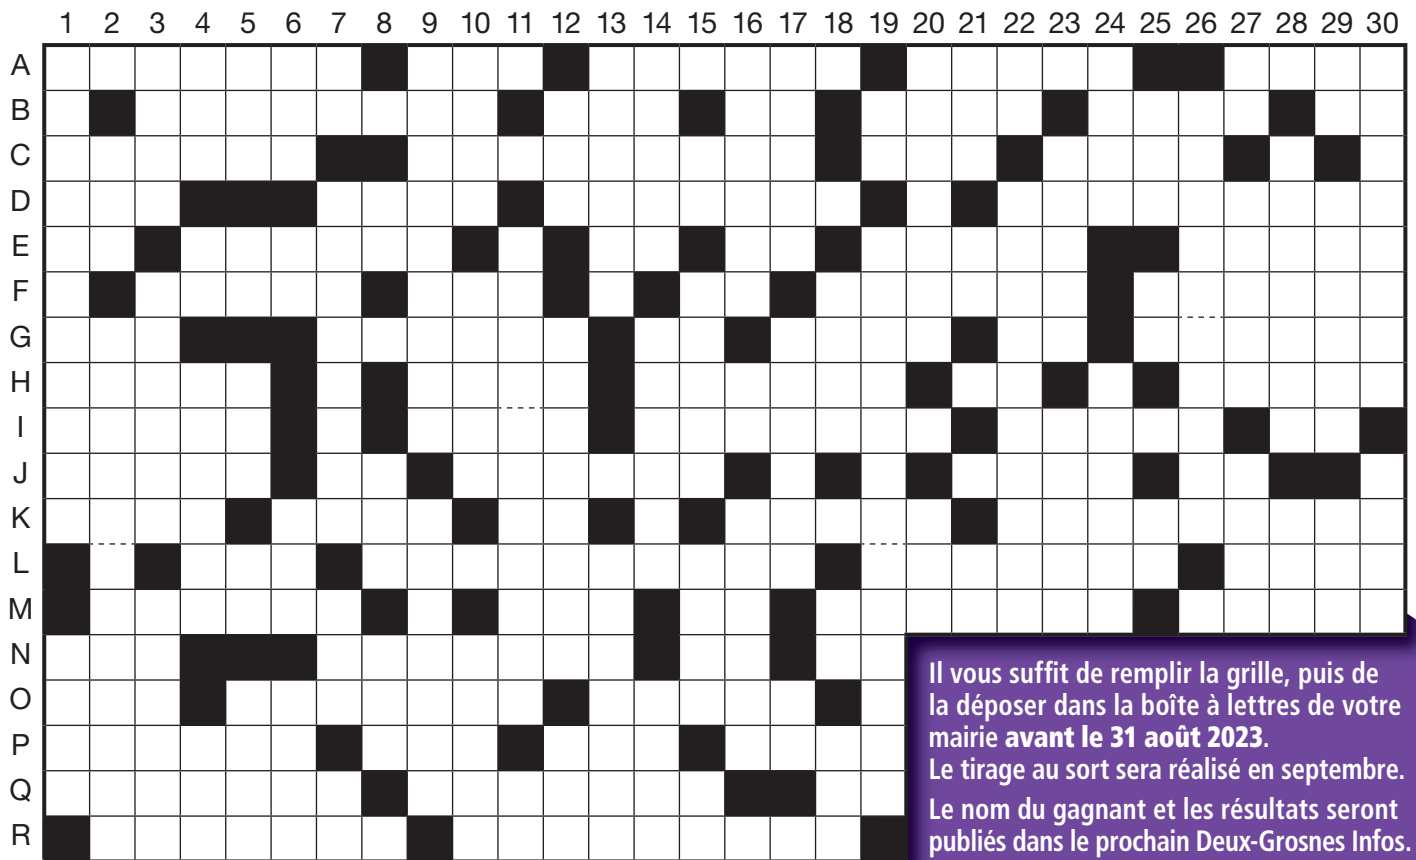 1 2 3 4 5 6 7 8 9 10 11 12 13 14 15 16 17 18 19 20 21 22 23 24 25 26 27 28 29 30
A
B
C
D
E
F
G
H
I
J
K
L
M
N
O
P
Q
R
Il vous suffit de remplir la grille, puis de
la déposer dans la boîte à lettres de votre
mairie avant le 31 août 2023.
Le tirage au sort sera réalisé en septembre.
Le nom du gagnant et les résultats seront
publiés dans le prochain Deux-Grosnes Infos.